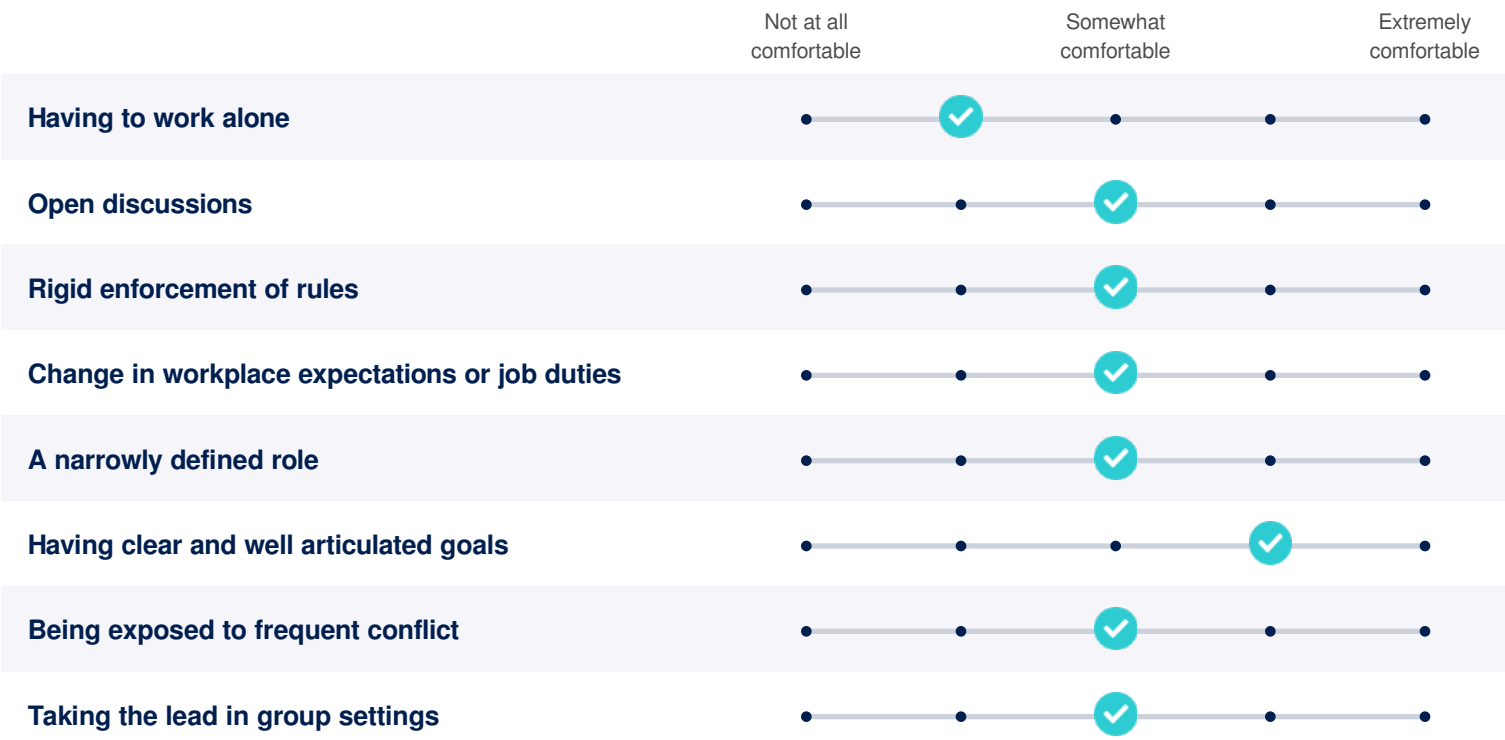 Not at all
comfortable
Somewhat
comfortable
Extremely
comfortable
Having to work alone
Open discussions
Rigid enforcement of rules
Change in workplace expectations or job duties
A narrowly defined role
Having clear and well articulated goals
Being exposed to frequent conflict
Taking the lead in group settings